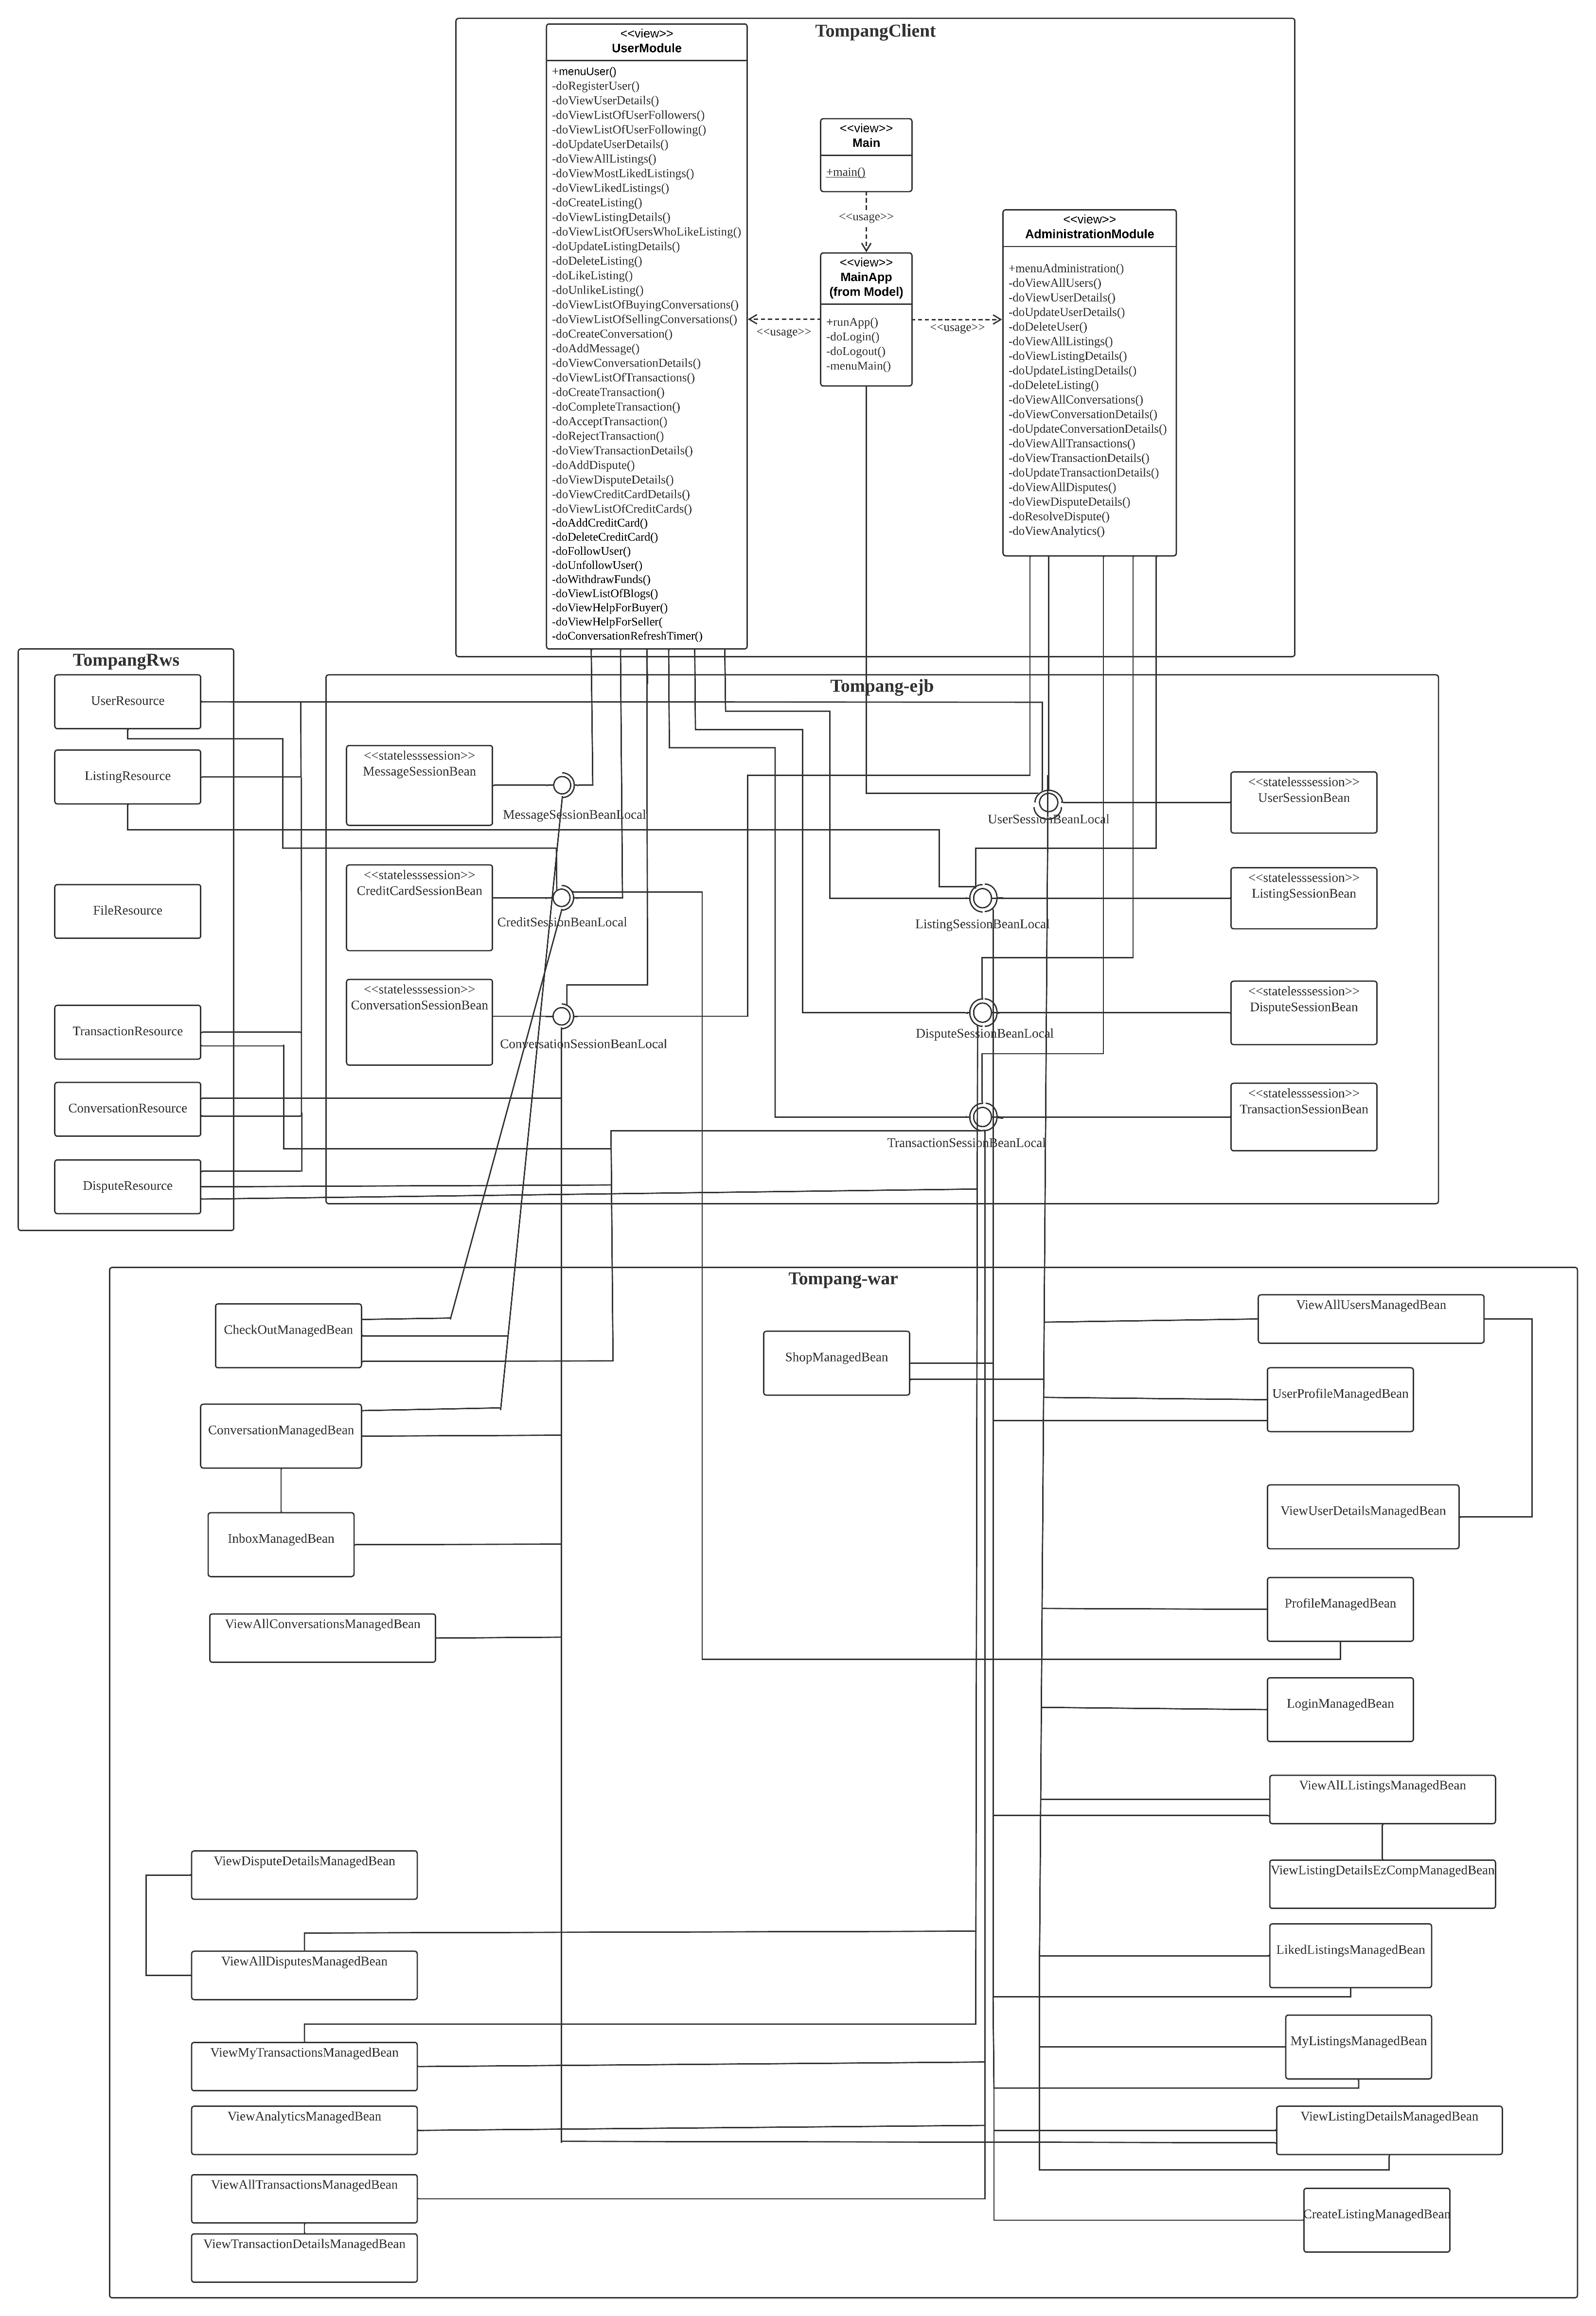 TompangClient
<<view>>
UserModule
+menuUser()
-doRegisterUser()
-doViewUserDetails()
-doViewListOfUserFollowers()
-doViewListOfUserFollowing()
-doUpdateUserDetails()
-doViewAllListings()
-doViewMostLikedListings()
-doViewLikedListings()
-doCreateListing()
-doViewListingDetails()
-doViewListOfUsersWhoLikeListing()
-doUpdateListingDetails()
-doDeleteListing()
-doLikeListing()
-doUnlikeListing()
-doViewListOfBuyingConversations()
-doViewListOfSellingConversations()
-doCreateConversation()
-doAddMessage()
-doViewConversationDetails()
-doViewListOfTransactions()
-doCreateTransaction()
-doCompleteTransaction()
-doAcceptTransaction()
-doRejectTransaction()
-doViewTransactionDetails()
-doAddDispute()
-doViewDisputeDetails()
-doViewCreditCardDetails()
-doViewListOfCreditCards()
-doAddCreditCard()
-doDeleteCreditCard()
-doFollowUser()
-doUnfollowUser()
-doWithdrawFunds()
-doViewListOfBlogs()
-doViewHelpForBuyer()
-doViewHelpForSeller(
-doConversationRefreshTimer()
<<view>>
Main
+main()
<<usage>>
<<view>>
MainApp
(from Model)
+runApp()
-doLogin()
-doLogout()
-menuMain()
<<usage>>
<<usage>>
<<view>>
AdministrationModule
+menuAdministration()
-doViewAllUsers()
-doViewUserDetails()
-doUpdateUserDetails()
-doDeleteUser()
-doViewAllListings()
-doViewListingDetails()
-doUpdateListingDetails()
-doDeleteListing()
-doViewAllConversations()
-doViewConversationDetails()
-doUpdateConversationDetails()
-doViewAllTransactions()
-doViewTransactionDetails()
-doUpdateTransactionDetails()
-doViewAllDisputes()
-doViewDisputeDetails()
-doResolveDispute()
-doViewAnalytics()
TompangRws
UserResource
ListingResource
FileResource
TransactionResource
ConversationResource
DisputeResource
Tompang-ejb
<<statelesssession>>
MessageSessionBean
MessageSessionBeanLocal
<<statelesssession>>
CreditCardSessionBean
CreditSessionBeanLocal
<<statelesssession>>
ConversationSessionBean
ConversationSessionBeanLocal
UserSessionBeanLocal
<<statelesssession>>
UserSessionBean
ListingSessionBeanLocal
<<statelesssession>>
ListingSessionBean
DisputeSessionBeanLocal
<<statelesssession>>
DisputeSessionBean
TransactionSessionBeanLocal
<<statelesssession>>
TransactionSessionBean
Tompang-war
CheckOutManagedBean
ConversationManagedBean
InboxManagedBean
ViewAllConversationsManagedBean
ViewDisputeDetailsManagedBean
ViewAllDisputesManagedBean
ViewMyTransactionsManagedBean
ViewAnalyticsManagedBean
ViewAllTransactionsManagedBean
ViewTransactionDetailsManagedBean
ShopManagedBean
ViewAllUsersManagedBean
UserProfileManagedBean
ViewUserDetailsManagedBean
ProfileManagedBean
LoginManagedBean
ViewAlLListingsManagedBean
ViewListingDetailsEzCompManagedBean
LikedListingsManagedBean
MyListingsManagedBean
ViewListingDetailsManagedBean
CreateListingManagedBean